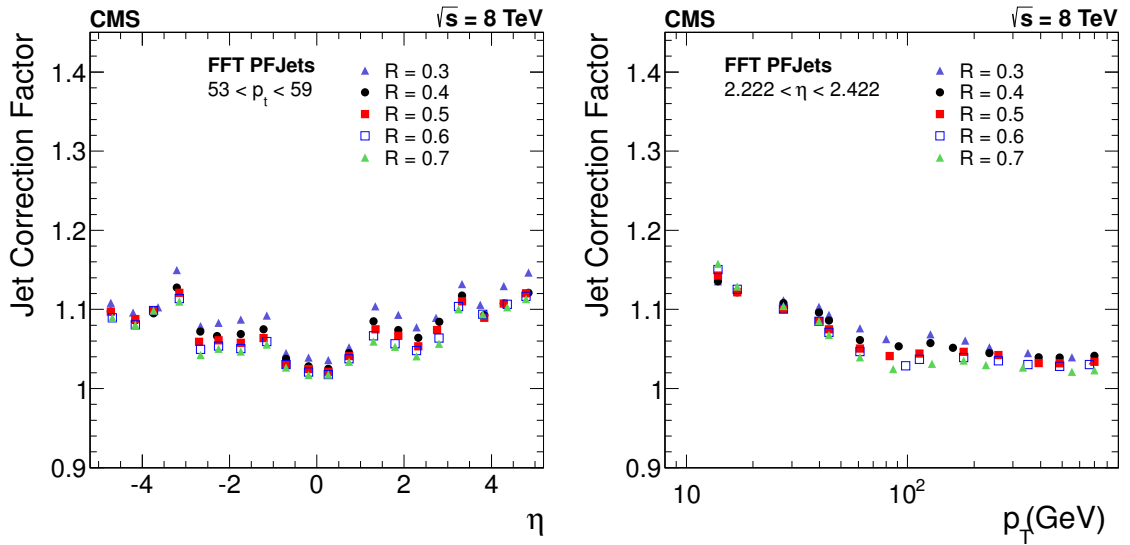 CMS √s = 8 TeV
Jet Correction Factor
FFT PFJets
53 < p_t < 59
R = 0.3
R = 0.4
R = 0.5
R = 0.6
R = 0.7
1.4
1.3
1.2
1.1
1
0.9
-4 -2 0 2 4
η
CMS √s = 8 TeV
Jet Correction Factor
FFT PFJets
2.222 < η < 2.422
R = 0.3
R = 0.4
R = 0.5
R = 0.6
R = 0.7
1.4
1.3
1.2
1.1
1
0.9
10 10²
p_T(GeV)